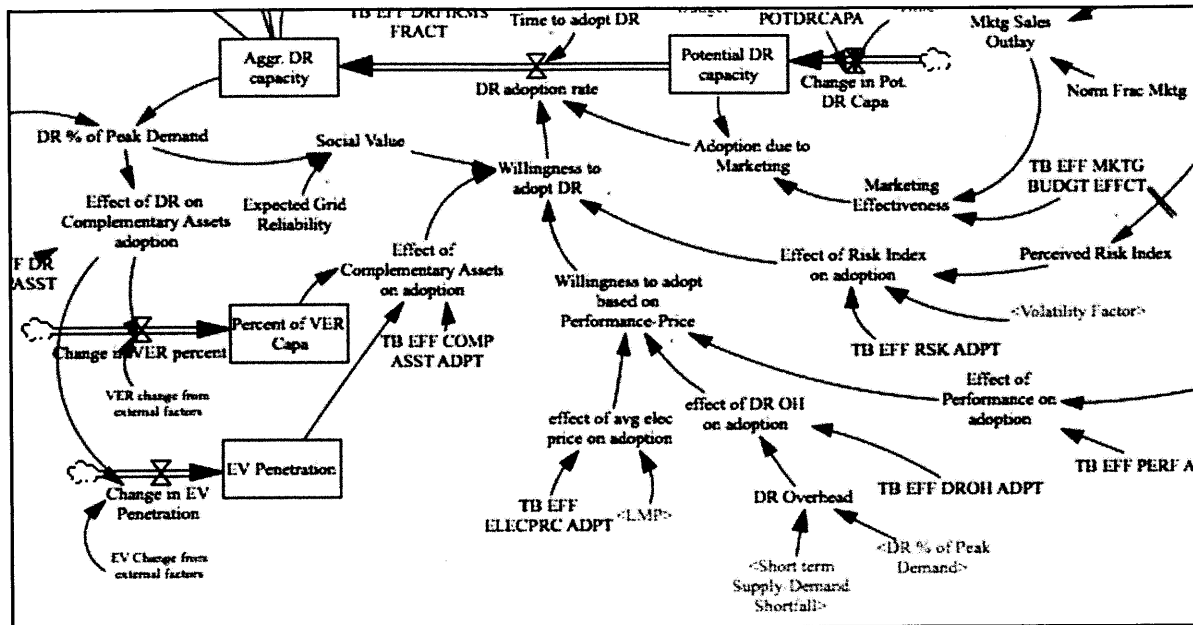 TB EFF DRFIRMS
FRACT
Time to adopt DR
POTDRCAPA
Mktg Sales
Outlay
Aggr. DR
capacity
Potential DR
capacity
DR adoption rate
Change in Pot.
DR Capa
Norm Frac Mktg
DR % of Peak Demand
Social Value
Willingness to
adopt DR
Adoption due to
Marketing
Marketing
Effectiveness
TB EFF MKTG
BUDGT EFFCT
Effect of DR on
Complementary Assets
adoption
Expected Grid
Reliability
Effect of
Complementary Assets
on adoption
Effect of Risk Index
on adoption
Perceived Risk Index
F DR
PASST
Willingness to adopt
based on
Performance-Price
<Volatility Factor>
Percent of VER
Capa
Change in VER percent
TB EFF COMP
ASST ADPT
TB EFF RSK ADPT
VER change from
external factors
Effect of
Performance on
adoption
effect of avg elec
price on adoption
effect of DR OH
on adoption
EV Penetration
TB EFF PERF A
Change in EV
Penetration
TB EFF
ELECPRC ADPT
<LMP>
DR Overhead
TB EFF DROH ADPT
EV Change from
external factors
<Short term
Supply-Demand
Shortfall>
<DR % of Peak
Demand>